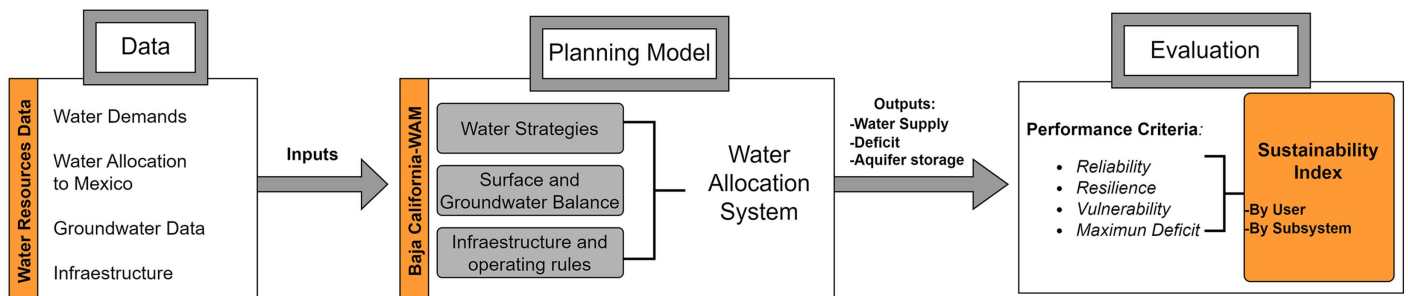 Data
Water Resources Data
Water Demands
Water Allocation
to Mexico
Groundwater Data
Infraestructure
Inputs
Planning Model
Baja California-WAM
Water Strategies
Surface and
Groundwater Balance
Infraestructure and
operating rules
Water
Allocation
System
Outputs:
-Water Supply
-Deficit
-Aquifer storage
Evaluation
Performance Criteria:
• Reliability
• Resilience
• Vulnerability
• Maximun Deficit
Sustainability
Index
-By User
-By Subsystem